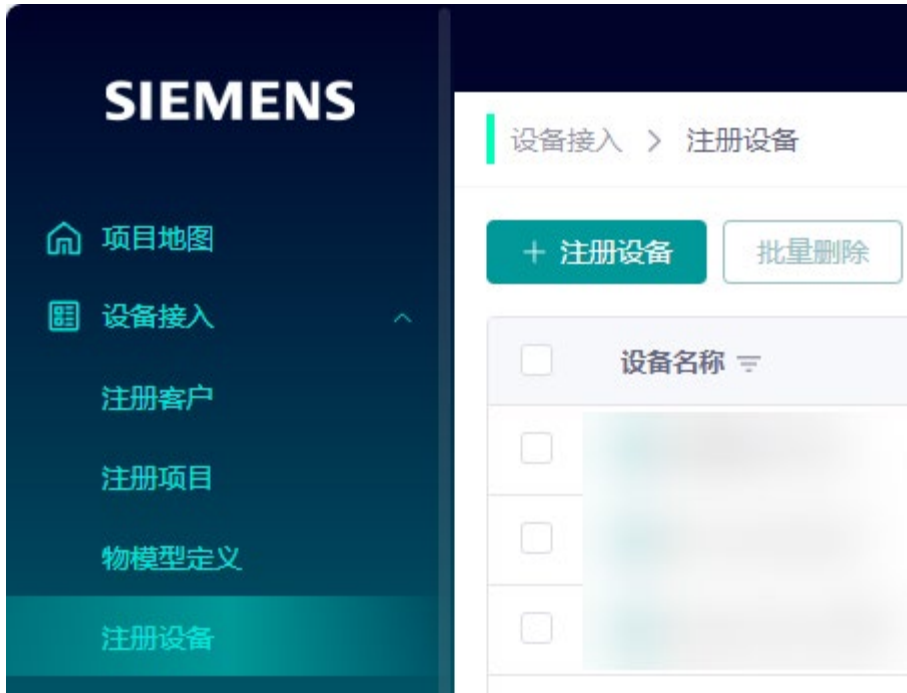 SIEMENS
设备接入 > 注册设备
项目地图
+ 注册设备
批量删除
设备接入
设备名称
注册客户
注册项目
物模型定义
注册设备